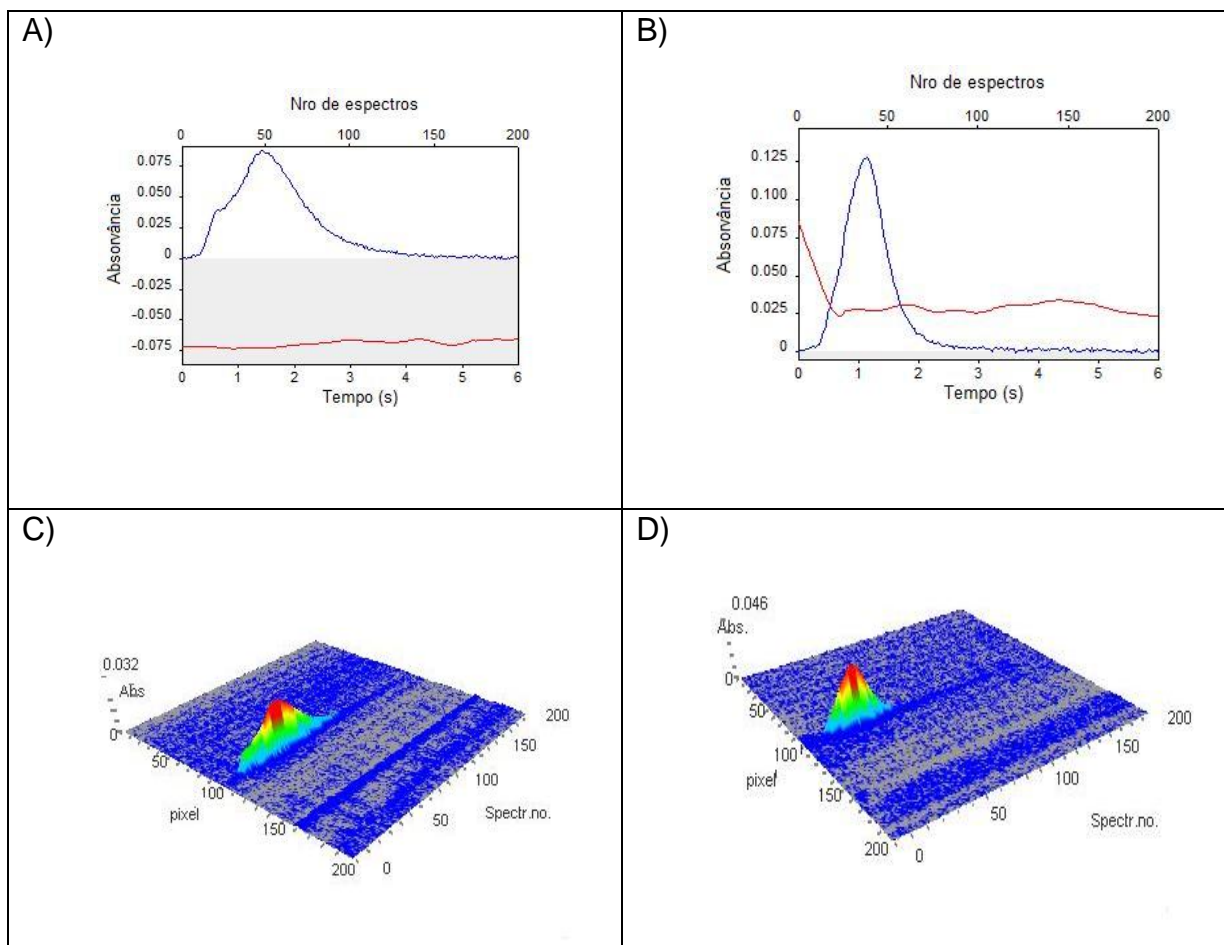 A)
Nro de espectros
0 50 100 150 200
0.075
0.050
0.025
0
-0.025
-0.050
-0.075
Absorvância
0 1 2 3 4 5 6
Tempo (s)
B)
Nro de espectros
0 50 100 150 200
0.125
0.100
0.075
0.050
0.025
0
Absorvância
0 1 2 3 4 5 6
Tempo (s)
C)
0.032
Abs
0
50
100
150
200
pixel
0
50
100
150
200
Spectr.no.
D)
0.046
Abs.
0
50
100
150
200
pixel
0
50
100
150
200
Spectr.no.